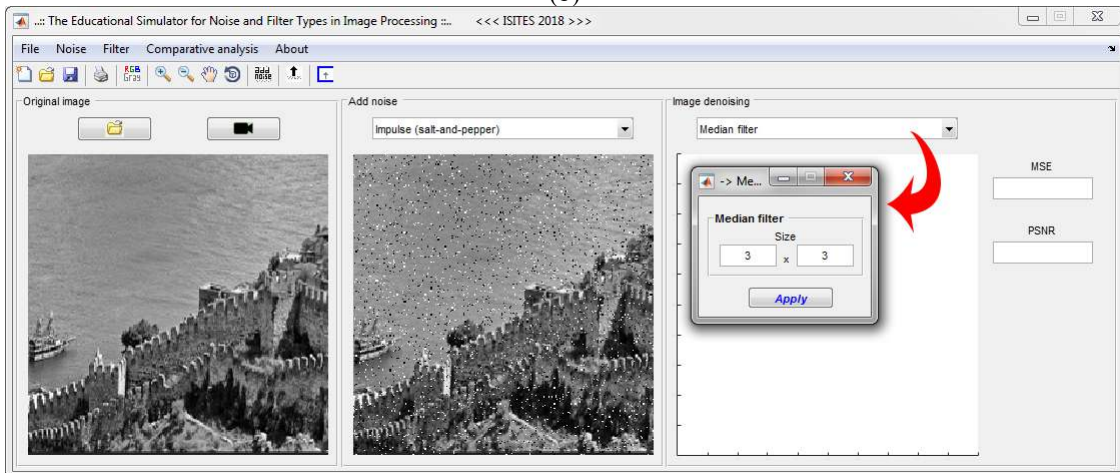 ..:: The Educational Simulator for Noise and Filter Types in Image Processing ::.. <<< ISITES 2018 >>>
File Noise Filter Comparative analysis About
RGB Gray add noise
Original image
Add noise
Impulse (salt-and-pepper)
Image denoising
Median filter
-> Me...
Median filter
Size
3 x 3
Apply
MSE
PSNR